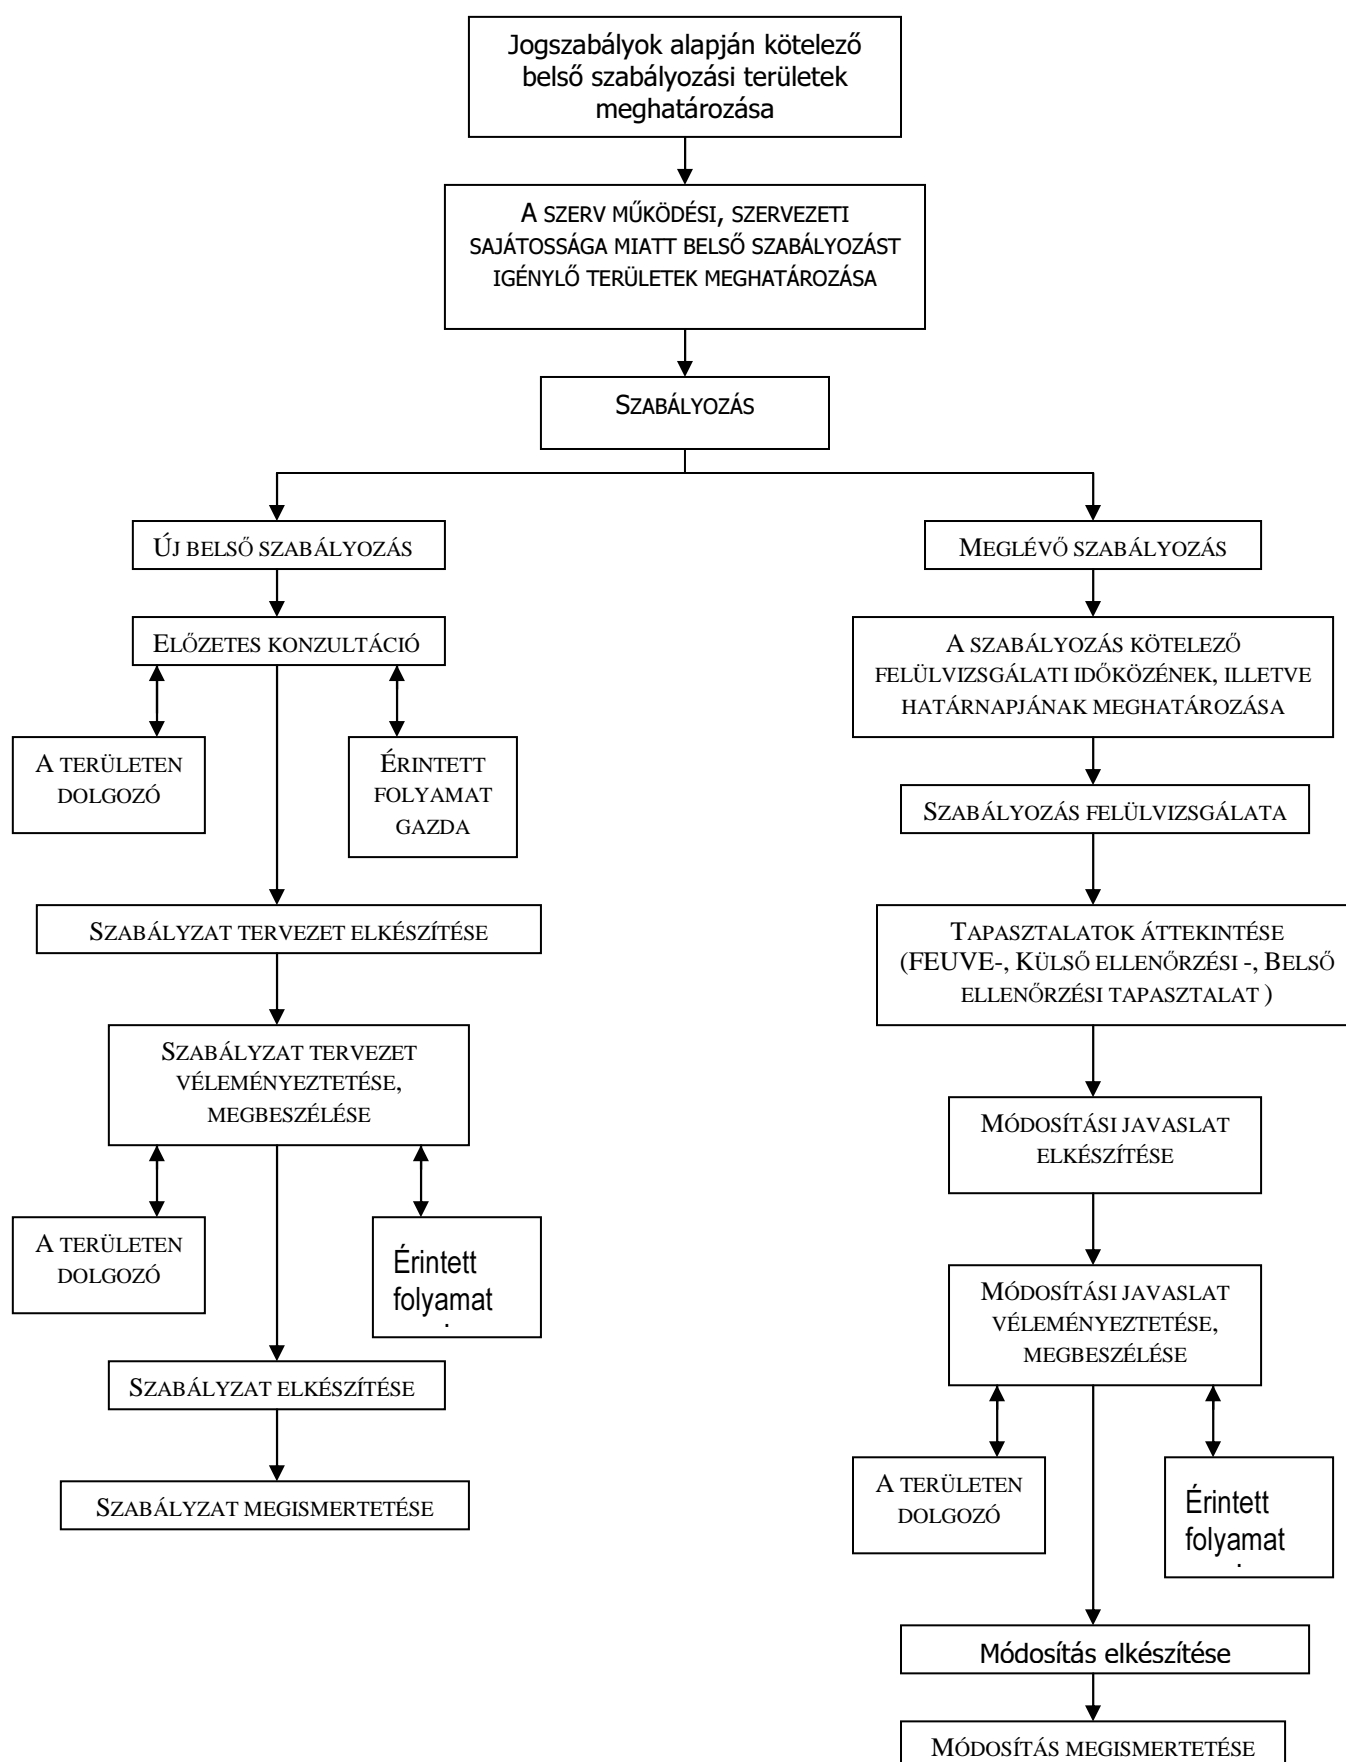 Jogszabályok alapján kötelező
belső szabályozási területek
meghatározása
A SZERV MŰKÖDÉSI, SZERVEZETI
SAJÁTOSSÁGA MIATT BELSŐ SZABÁLYOZÁST
IGÉNYLŐ TERÜLETEK MEGHATÁROZÁSA
SZABÁLYOZÁS
ÚJ BELSŐ SZABÁLYOZÁS
ELŐZETES KONZULTÁCIÓ
A TERÜLETEN
DOLGOZÓ
ÉRINTETT
FOLYAMAT
GAZDA
SZABÁLYZAT TERVEZET ELKÉSZÍTÉSE
SZABÁLYZAT TERVEZET
VÉLEMÉNYEZTETÉSE,
MEGBESZÉLÉSE
A TERÜLETEN
DOLGOZÓ
Érintett
folyamat
SZABÁLYZAT ELKÉSZÍTÉSE
SZABÁLYZAT MEGISMERTETÉSE
MEGLÉVŐ SZABÁLYOZÁS
A SZABÁLYOZÁS KÖTELEZŐ
FELÜLVIZSGÁLATI IDŐKÖZÉNEK, ILLETVE
HATÁRNAPJÁNAK MEGHATÁROZÁSA
SZABÁLYOZÁS FELÜLVIZSGÁLATA
TAPASZTALATOK ÁTTEKINTÉSE
(FEUVE-, KÜLSŐ ELLENŐRZÉSI -, BELSŐ
ELLENŐRZÉSI TAPASZTALAT )
MÓDOSÍTÁSI JAVASLAT
ELKÉSZÍTÉSE
MÓDOSÍTÁSI JAVASLAT
VÉLEMÉNYEZTETÉSE,
MEGBESZÉLÉSE
A TERÜLETEN
DOLGOZÓ
Érintett
folyamat
Módosítás elkészítése
MÓDOSÍTÁS MEGISMERTETÉSE